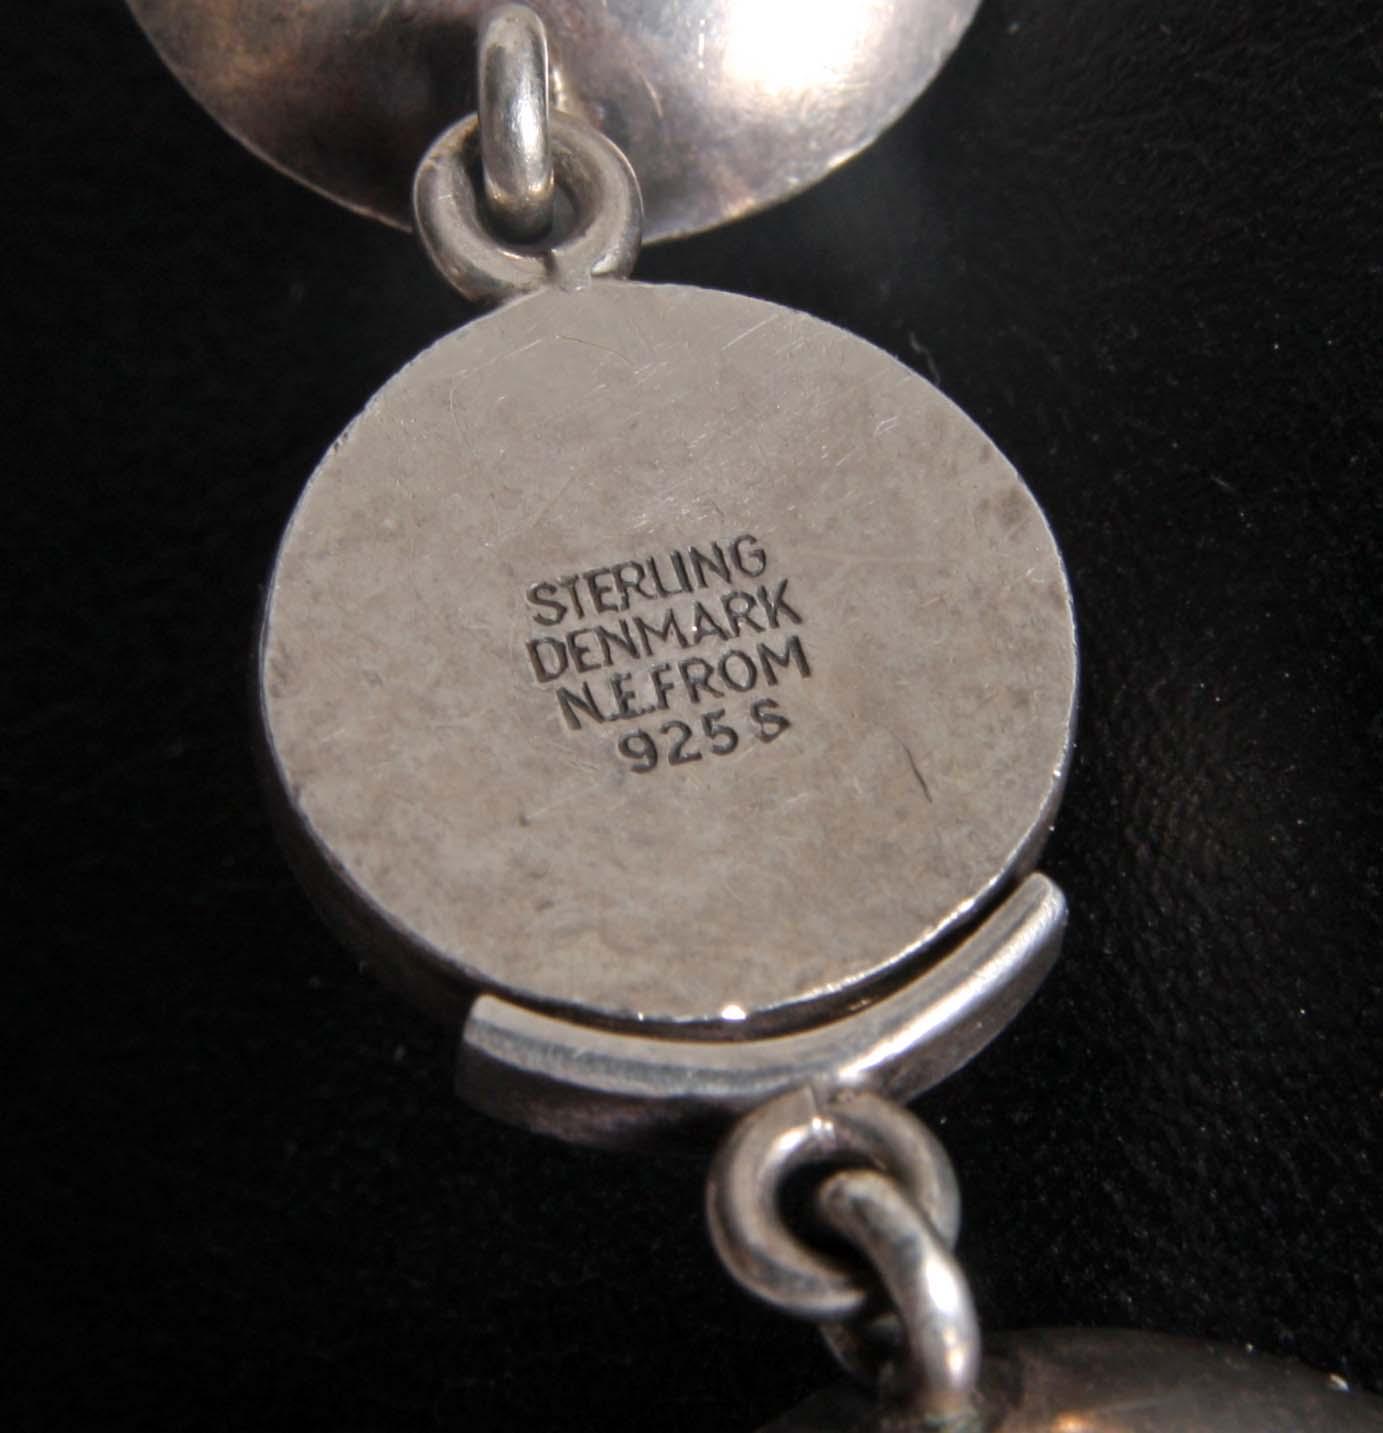 STERLING
DENMARK
N.E.FROM
925 S